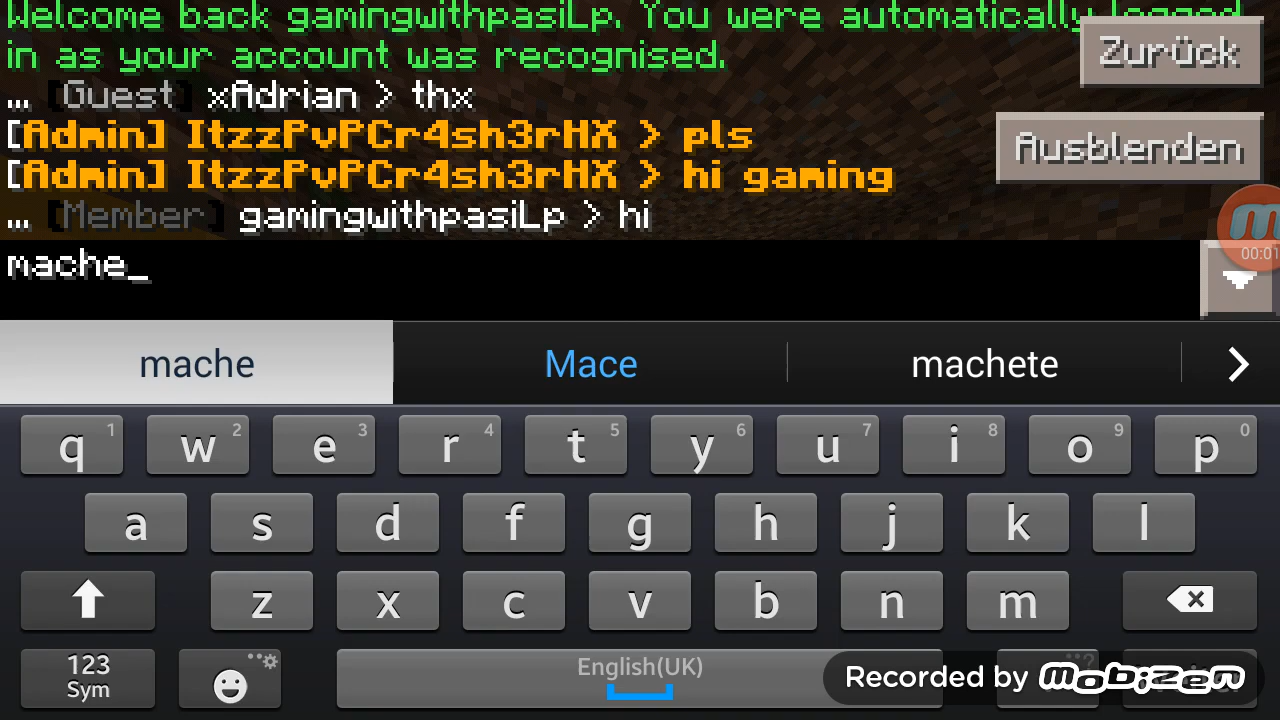 Welcome back gamingwithpasiLp. You were automatically logged
in as your account was recognised.
Zurück
... [Guest] xAdrian > thx
[Admin] ItzzPvPCr4sh3rHX > pls
Ausblenden
[Admin] ItzzPvPCr4sh3rHX > hi gaming
... [Member] gamingwithpasiLp > hi
mache_
00:01
mache Mace machete
q 1 w 2 e 3 r 4 t 5 y 6 u 7 i 8 o 9 p 0
a s d f g h j k l
z x c v b n m
123
Sym
English(UK)
Recorded by mobizen